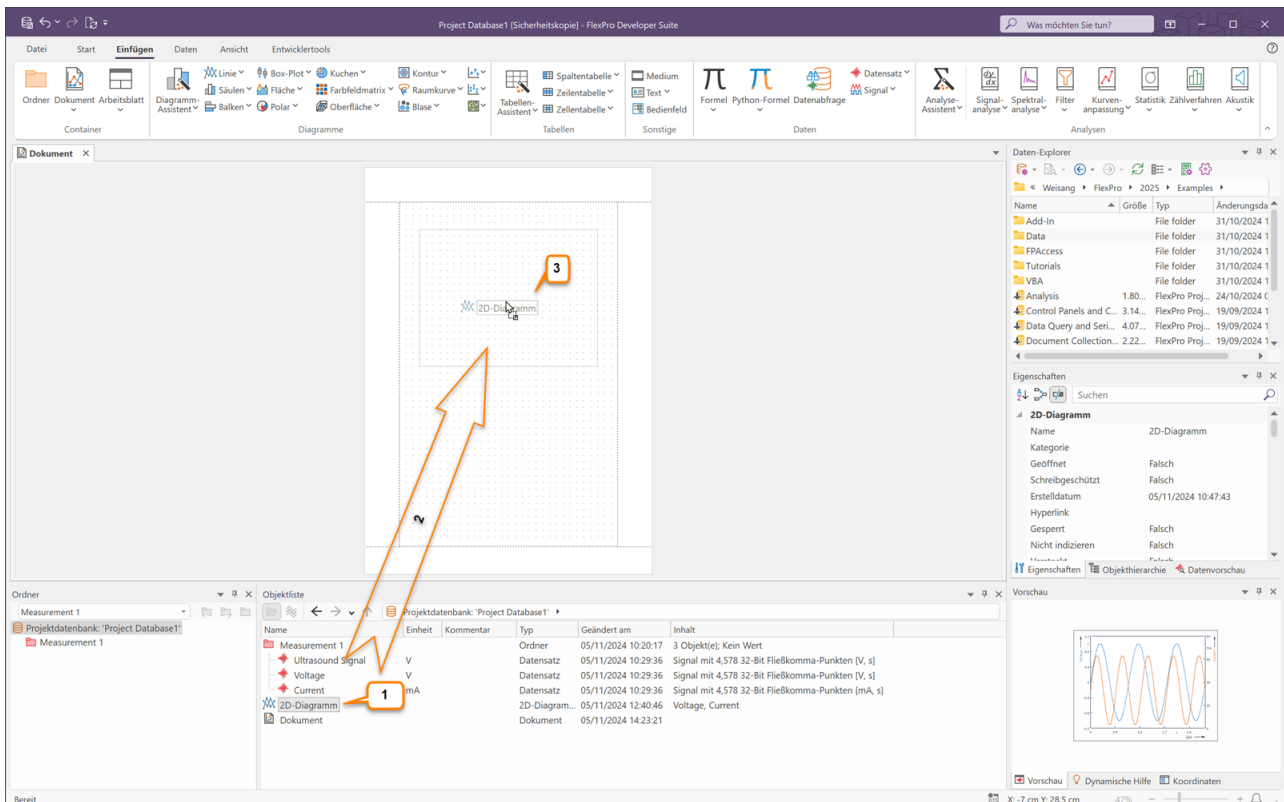 Project Database1 [Sicherheitskopie] - FlexPro Developer Suite
Was möchten Sie tun?
Datei Start Einfügen Daten Ansicht Entwicklertools
Ordner Dokument Arbeitsblatt
Container
Diagramm-Assistent
Linie Box-Plot Kuchen Kontur
Säulen Fläche Farbfeldmatrix Raumkurve
Balken Polar Oberfläche Blase
Diagramme
Tabellen-Assistent
Spaltentabelle
Zeilentabelle
Zellentabelle
Tabellen
Medium
Text
Bedienfeld
Sonstige
Formel Python-Formel Datenabfrage
Datensatz
Signal
Daten
Analyse-Assistent
dy
dx
Signal-analyse Spektral-analyse Filter Kurven-anpassung Statistik Zählverfahren Akustik
Analysen
Dokument
3
2D-Diagramm
2
1
Daten-Explorer
« Weisang FlexPro 2025 Examples
Name Größe Typ Änderungsda
Add-In File folder 31/10/2024 1
Data File folder 31/10/2024 1
FPAccess File folder 31/10/2024 1
Tutorials File folder 31/10/2024 1
VBA File folder 31/10/2024 1
Analysis 1.80... FlexPro Proj... 24/10/2024 0
Control Panels and C... 3.14... FlexPro Proj... 19/09/2024 1
Data Query and Seri... 4.07... FlexPro Proj... 19/09/2024 1
Document Collection... 2.22... FlexPro Proj... 19/09/2024 1
Eigenschaften
Suchen
2D-Diagramm
Name 2D-Diagramm
Kategorie
Geöffnet Falsch
Schreibgeschützt Falsch
Erstelldatum 05/11/2024 10:47:43
Hyperlink
Gesperrt Falsch
Nicht indizieren Falsch
Eigenschaften Objekthierarchie Datenvorschau
Ordner
Measurement 1
Projektdatenbank: 'Project Database1'
Measurement 1
Objektliste
Projektdatenbank: 'Project Database1'
Name Einheit Kommentar Typ Geändert am Inhalt
Measurement 1 Ordner 05/11/2024 10:20:17 3 Objekt(e); Kein Wert
Ultrasound Signal V Datensatz 05/11/2024 10:29:36 Signal mit 4,578 32-Bit Fließkomma-Punkten [V, s]
Voltage V Datensatz 05/11/2024 10:29:36 Signal mit 4,578 32-Bit Fließkomma-Punkten [V, s]
Current mA Datensatz 05/11/2024 10:29:36 Signal mit 4,578 32-Bit Fließkomma-Punkten [mA, s]
2D-Diagramm 2D-Diagram... 05/11/2024 12:40:46 Voltage, Current
Dokument Dokument 05/11/2024 14:23:21
Vorschau
Vorschau Dynamische Hilfe Koordinaten
Bereit
X: -7 cm Y: 28.5 cm 47%